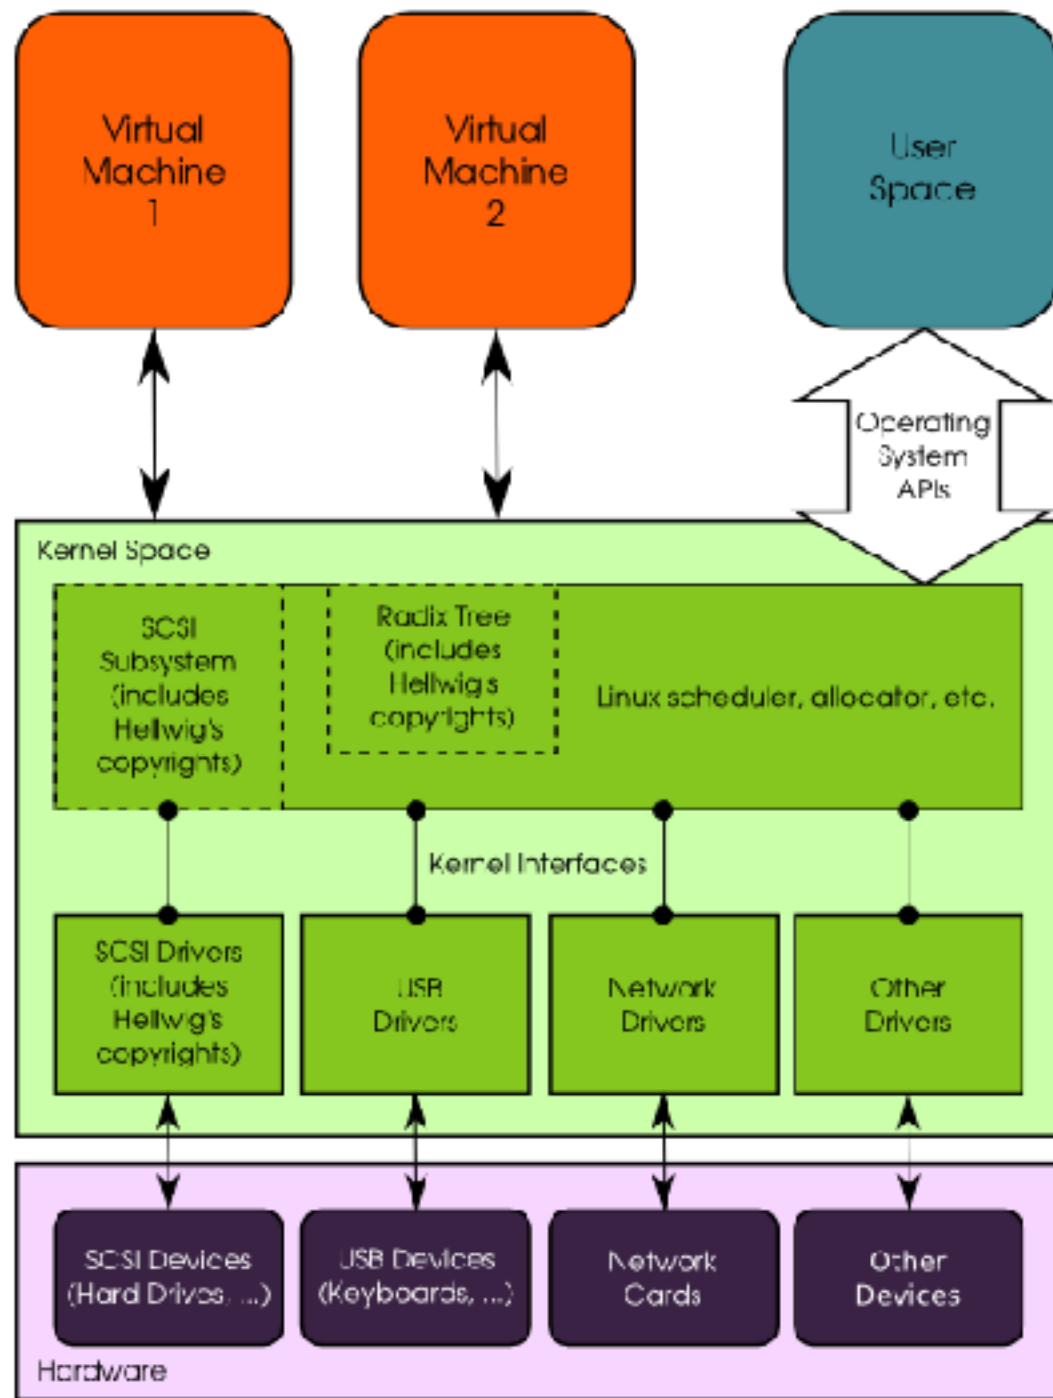 Virtual
Machine
1
Virtual
Machine
2
User
Space
Operating
System
APIs
Kernel Space
SCSI
Subsystem
(includes
Hellwig's
copyrights)
Radix Tree
(includes
Hellwig's
copyrights)
Linux scheduler, allocator, etc.
Kernel Interfaces
SCSI Drivers
(includes
Hellwig's
copyrights)
USB
Drivers
Network
Drivers
Other
Drivers
SCSI Devices
(Hard Drives, ...)
USB Devices
(Keyboards, ...)
Network
Cards
Other
Devices
Hardware